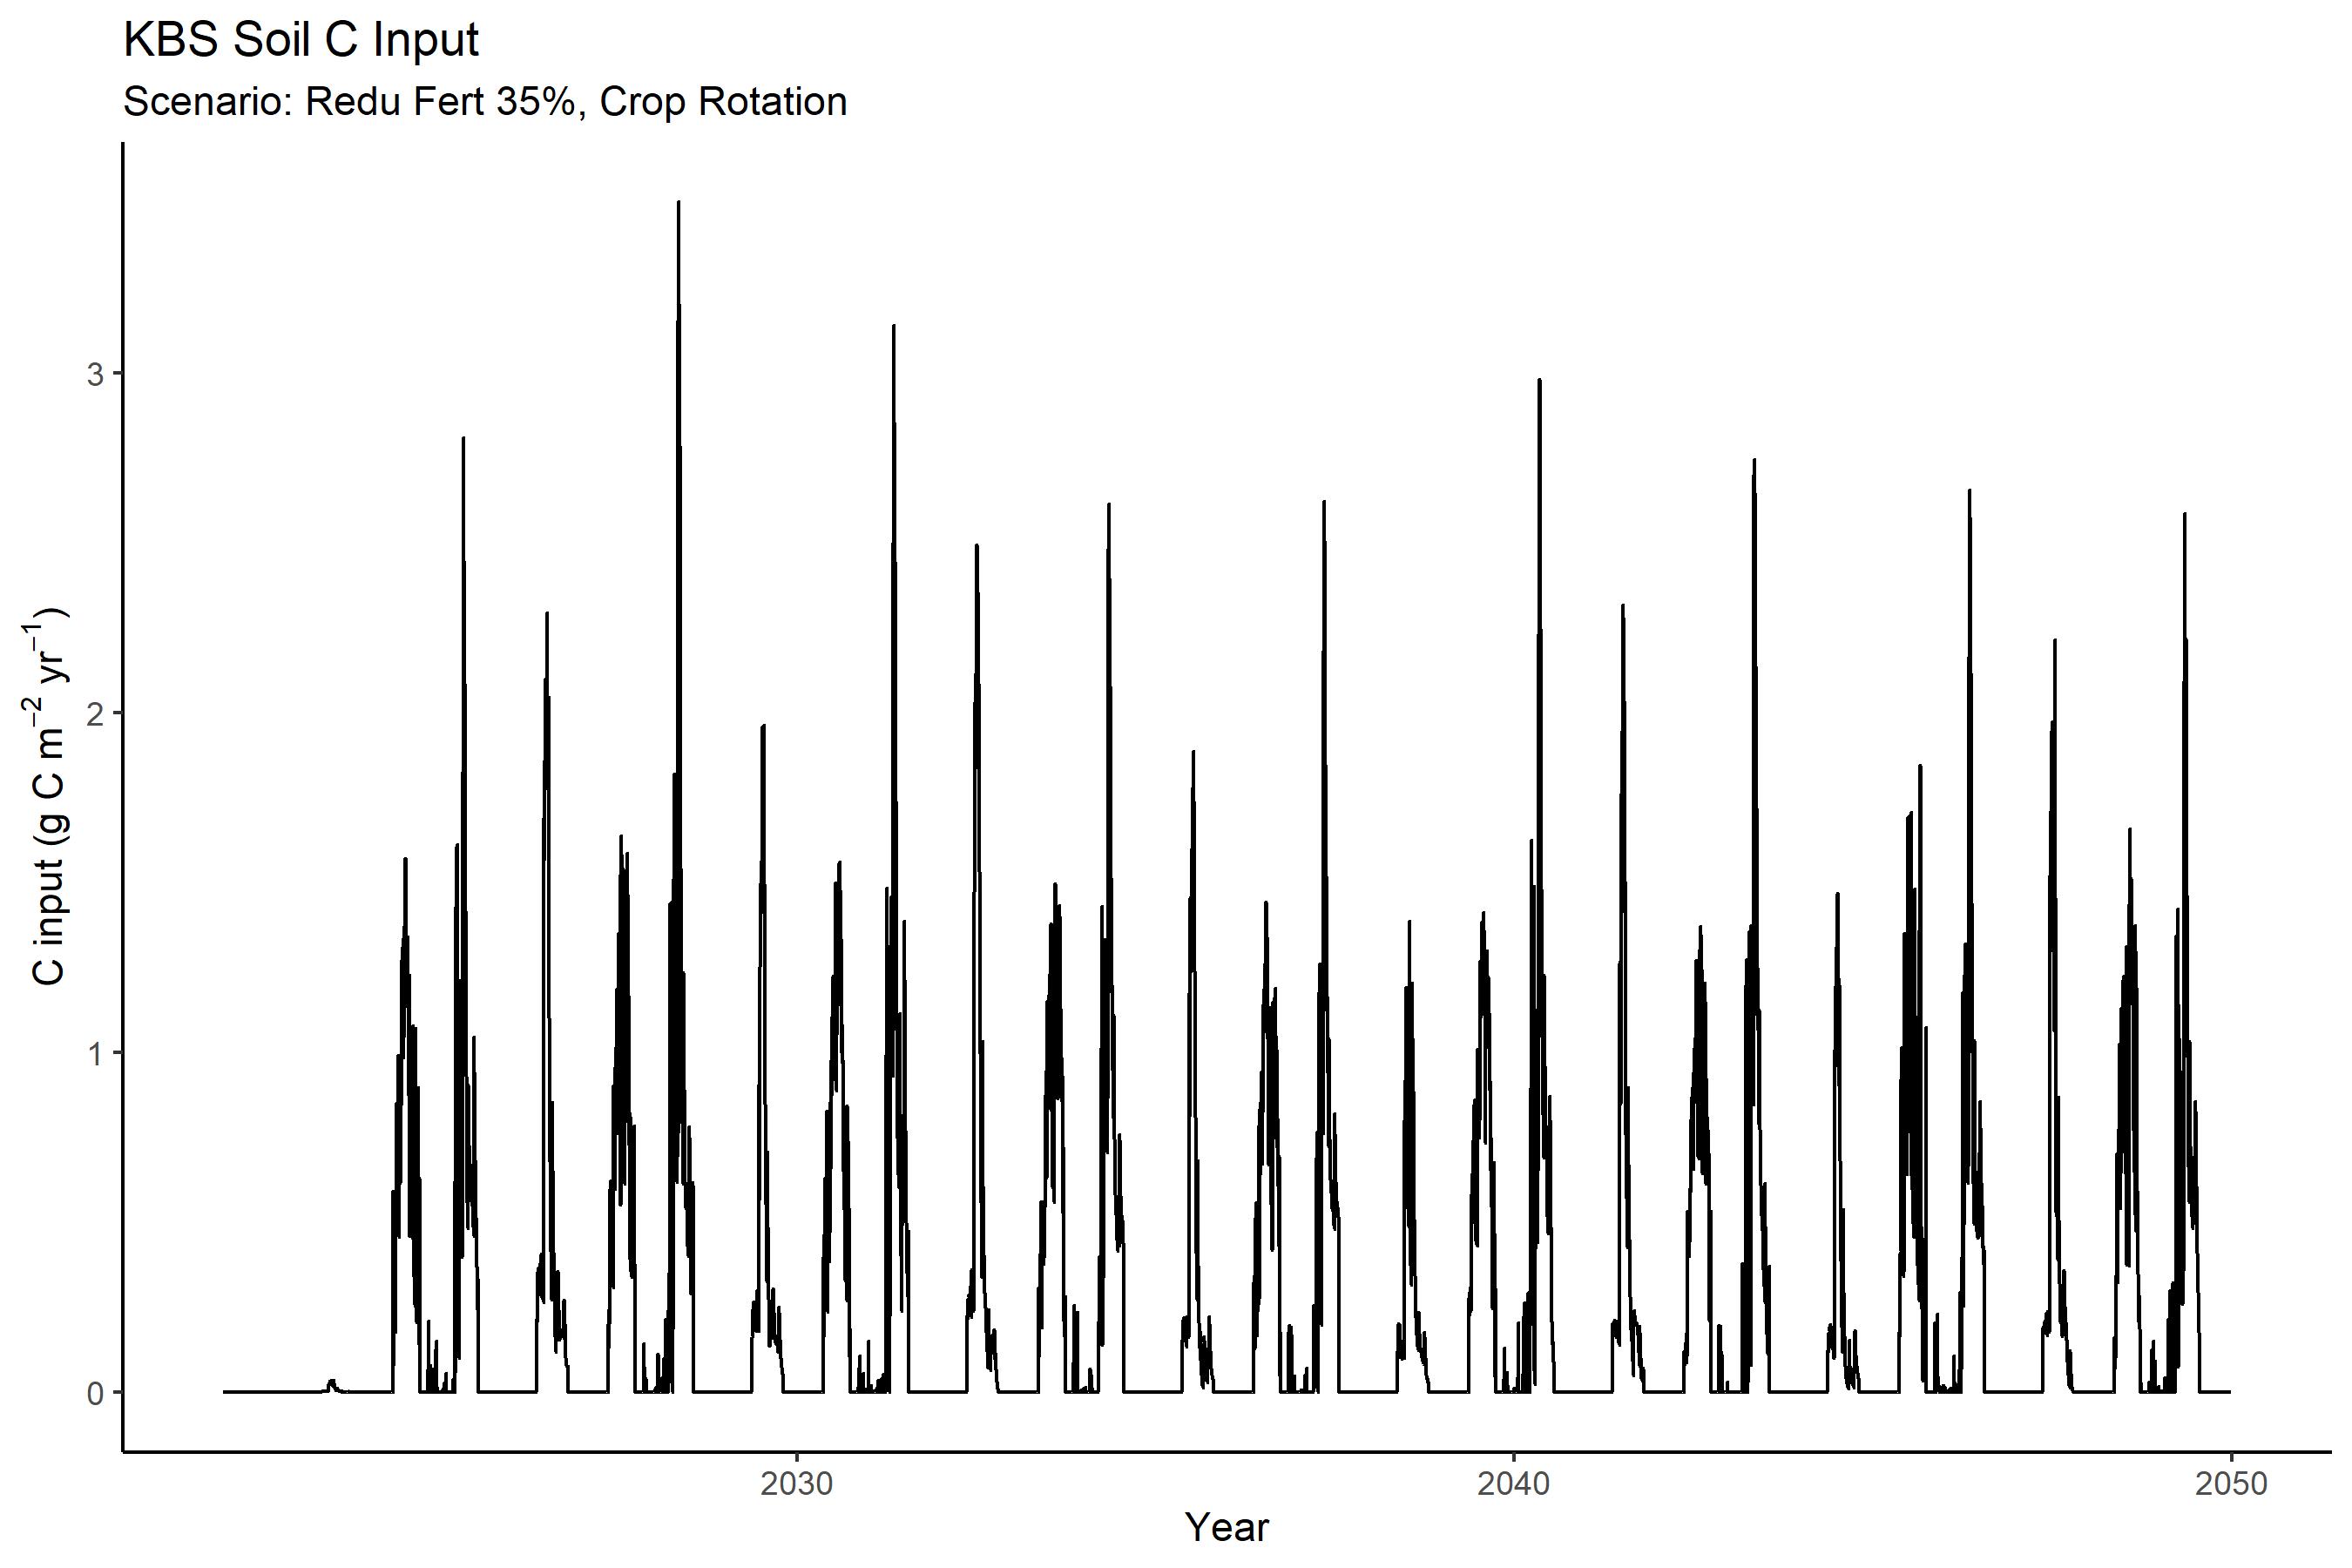 KBS Soil C Input
Scenario: Redu Fert 35%, Crop Rotation
C input (g C m⁻² yr⁻¹)
3
2
1
0
2030
2040
2050
Year